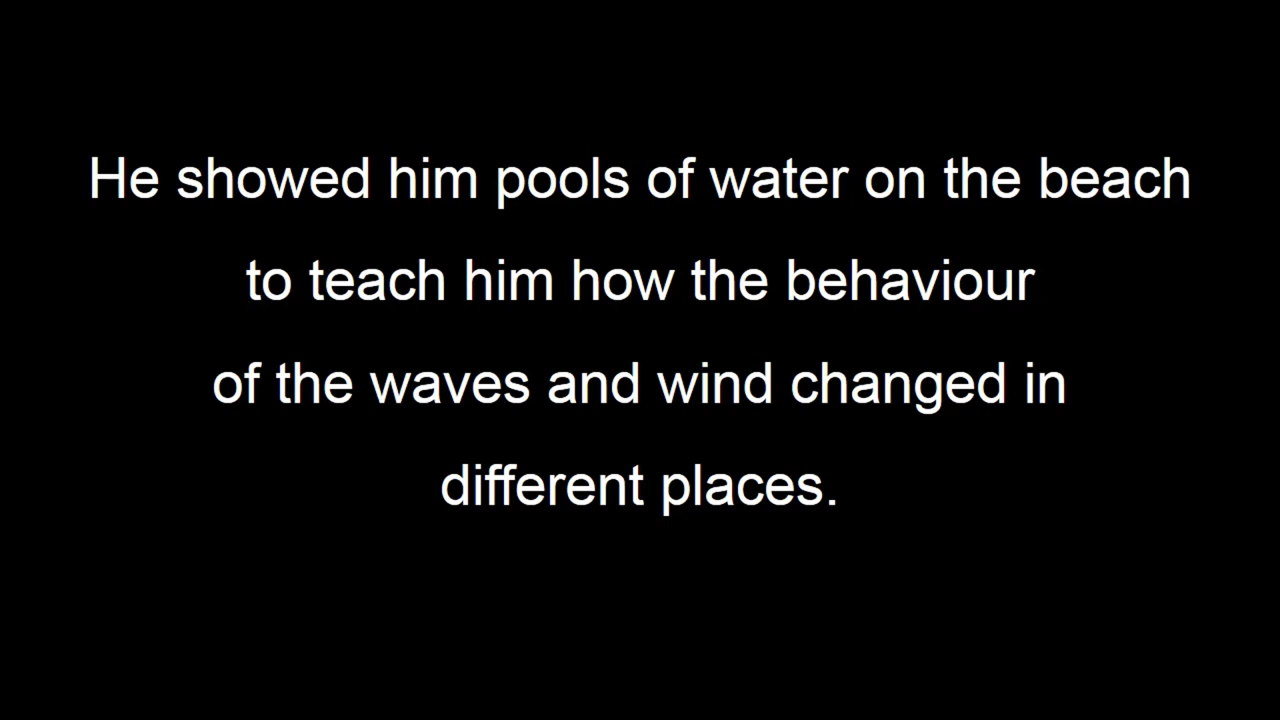 He showed him pools of water on the beach
to teach him how the behaviour
of the waves and wind changed in
different places.